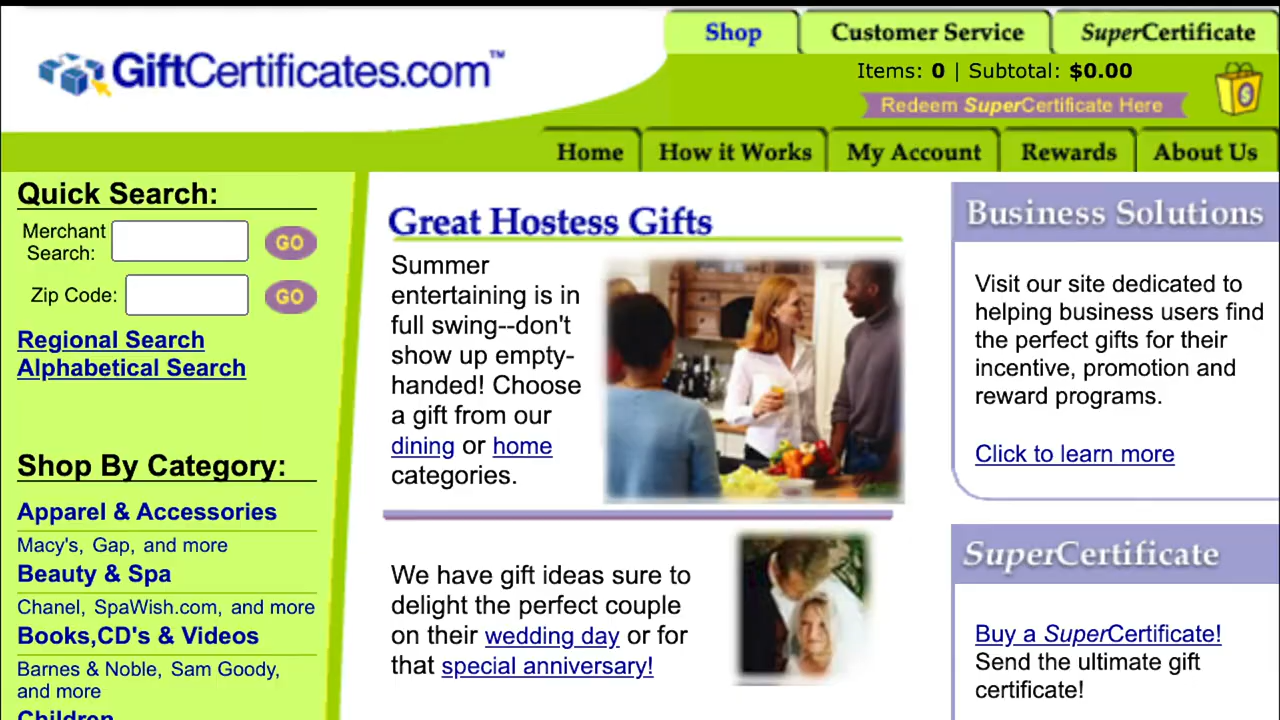 GiftCertificates.com™
Shop
Customer Service
SuperCertificate
Items: 0 | Subtotal: $0.00
Redeem SuperCertificate Here
Home
How it Works
My Account
Rewards
About Us
Quick Search:
Merchant
Search:
GO
Zip Code:
GO
Regional Search
Alphabetical Search
Shop By Category:
Apparel & Accessories
Macy's, Gap, and more
Beauty & Spa
Chanel, SpaWish.com, and more
Books,CD's & Videos
Barnes & Noble, Sam Goody,
and more
Children
Great Hostess Gifts
Summer
entertaining is in
full swing--don't
show up empty-
handed! Choose
a gift from our
dining or home
categories.
We have gift ideas sure to
delight the perfect couple
on their wedding day or for
that special anniversary!
Business Solutions
Visit our site dedicated to
helping business users find
the perfect gifts for their
incentive, promotion and
reward programs.
Click to learn more
SuperCertificate
Buy a SuperCertificate!
Send the ultimate gift
certificate!